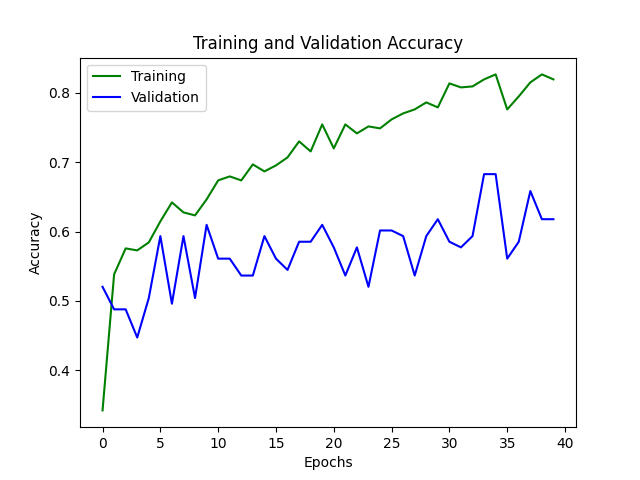 Training and Validation Accuracy
Training
Validation
0.8
0.7
0.6
0.5
0.4
Accuracy
0 5 10 15 20 25 30 35 40
Epochs